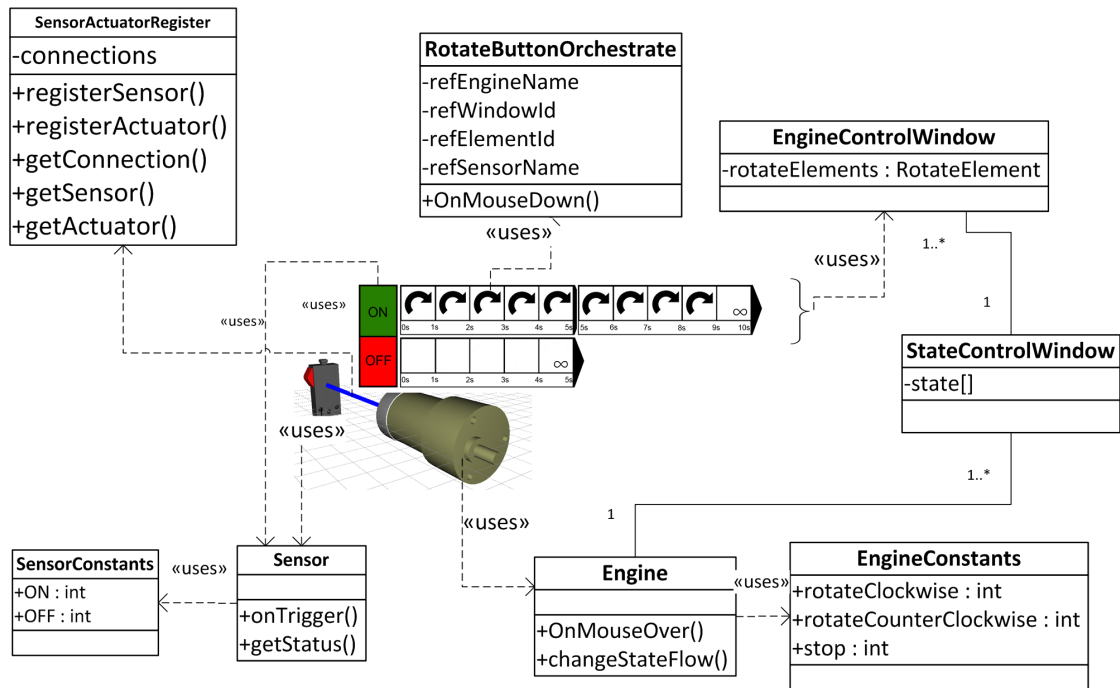 SensorActuatorRegister
-connections
+registerSensor()
+registerActuator()
+getConnection()
+getSensor()
+getActuator()
RotateButtonOrchestrate
-refEngineName
-refWindowId
-refElementId
-refSensorName
+OnMouseDown()
EngineControlWindow
-rotateElements : RotateElement
«uses»
«uses»
1..*
«uses»
«uses»
1
ON
∞
0s 1s 2s 3s 4s 5s 5s 6s 7s 8s 9s 10s
OFF
∞
0s 1s 2s 3s 4s 5s
StateControlWindow
-state[]
«uses»
1..*
«uses»
1
SensorConstants
+ON : int
+OFF : int
«uses»
Sensor
+onTrigger()
+getStatus()
Engine
+OnMouseOver()
+changeStateFlow()
«uses»
EngineConstants
+rotateClockwise : int
+rotateCounterClockwise : int
+stop : int